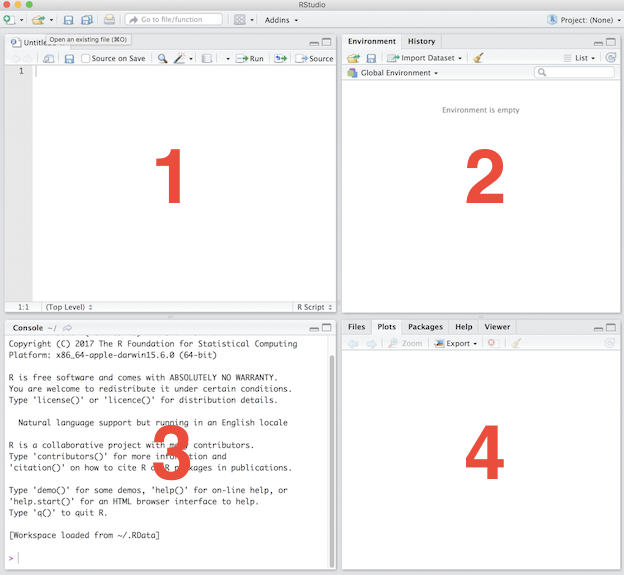 RStudio
Go to file/function
Addins
Project: (None)
Open an existing file (⌘O)
Source on Save
Run
Source
1
1
1:1
(Top Level)
R Script
Environment
History
Import Dataset
List
Global Environment
Environment is empty
2
Console ~/
Copyright (C) 2017 The R Foundation for Statistical Computing
Platform: x86_64-apple-darwin15.6.0 (64-bit)
R is free software and comes with ABSOLUTELY NO WARRANTY.
You are welcome to redistribute it under certain conditions.
Type 'license()' or 'licence()' for distribution details.
Natural language support but running in an English locale
R is a collaborative project with many contributors.
Type 'contributors()' for more information and
'citation()' on how to cite R or R packages in publications.
Type 'demo()' for some demos, 'help()' for on-line help, or
'help.start()' for an HTML browser interface to help.
Type 'q()' to quit R.
[Workspace loaded from ~/.RData]
>
3
Files
Plots
Packages
Help
Viewer
Zoom
Export
4